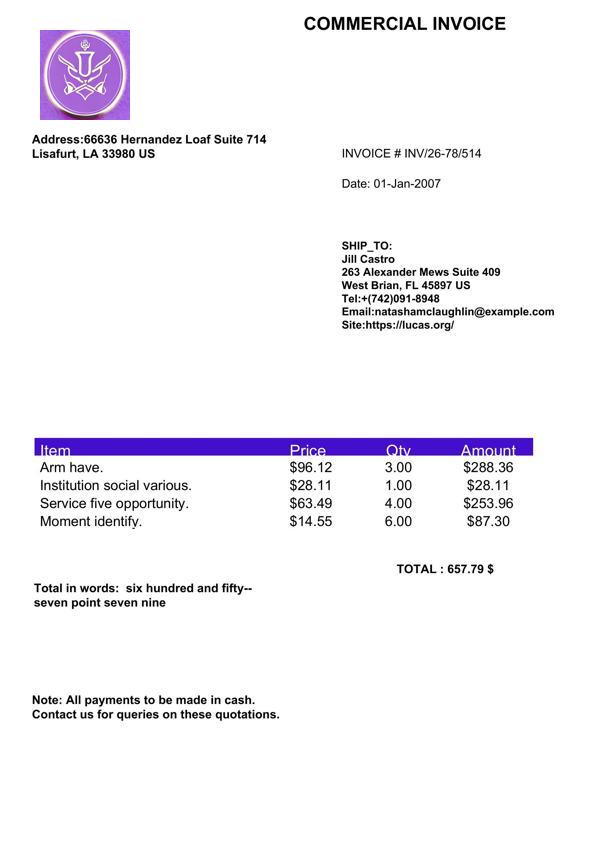 COMMERCIAL INVOICE
Address:66636 Hernandez Loaf Suite 714
Lisafurt, LA 33980 US
INVOICE # INV/26-78/514
Date: 01-Jan-2007
SHIP_TO:
Jill Castro
263 Alexander Mews Suite 409
West Brian, FL 45897 US
Tel:+(742)091-8948
Email:natashamclaughlin@example.com
Site:https://lucas.org/
Item Price Qty Amount
Arm have. $96.12 3.00 $288.36
Institution social various. $28.11 1.00 $28.11
Service five opportunity. $63.49 4.00 $253.96
Moment identify. $14.55 6.00 $87.30
TOTAL : 657.79 $
Total in words:  six hundred and fifty--
seven point seven nine
Note: All payments to be made in cash.
Contact us for queries on these quotations.